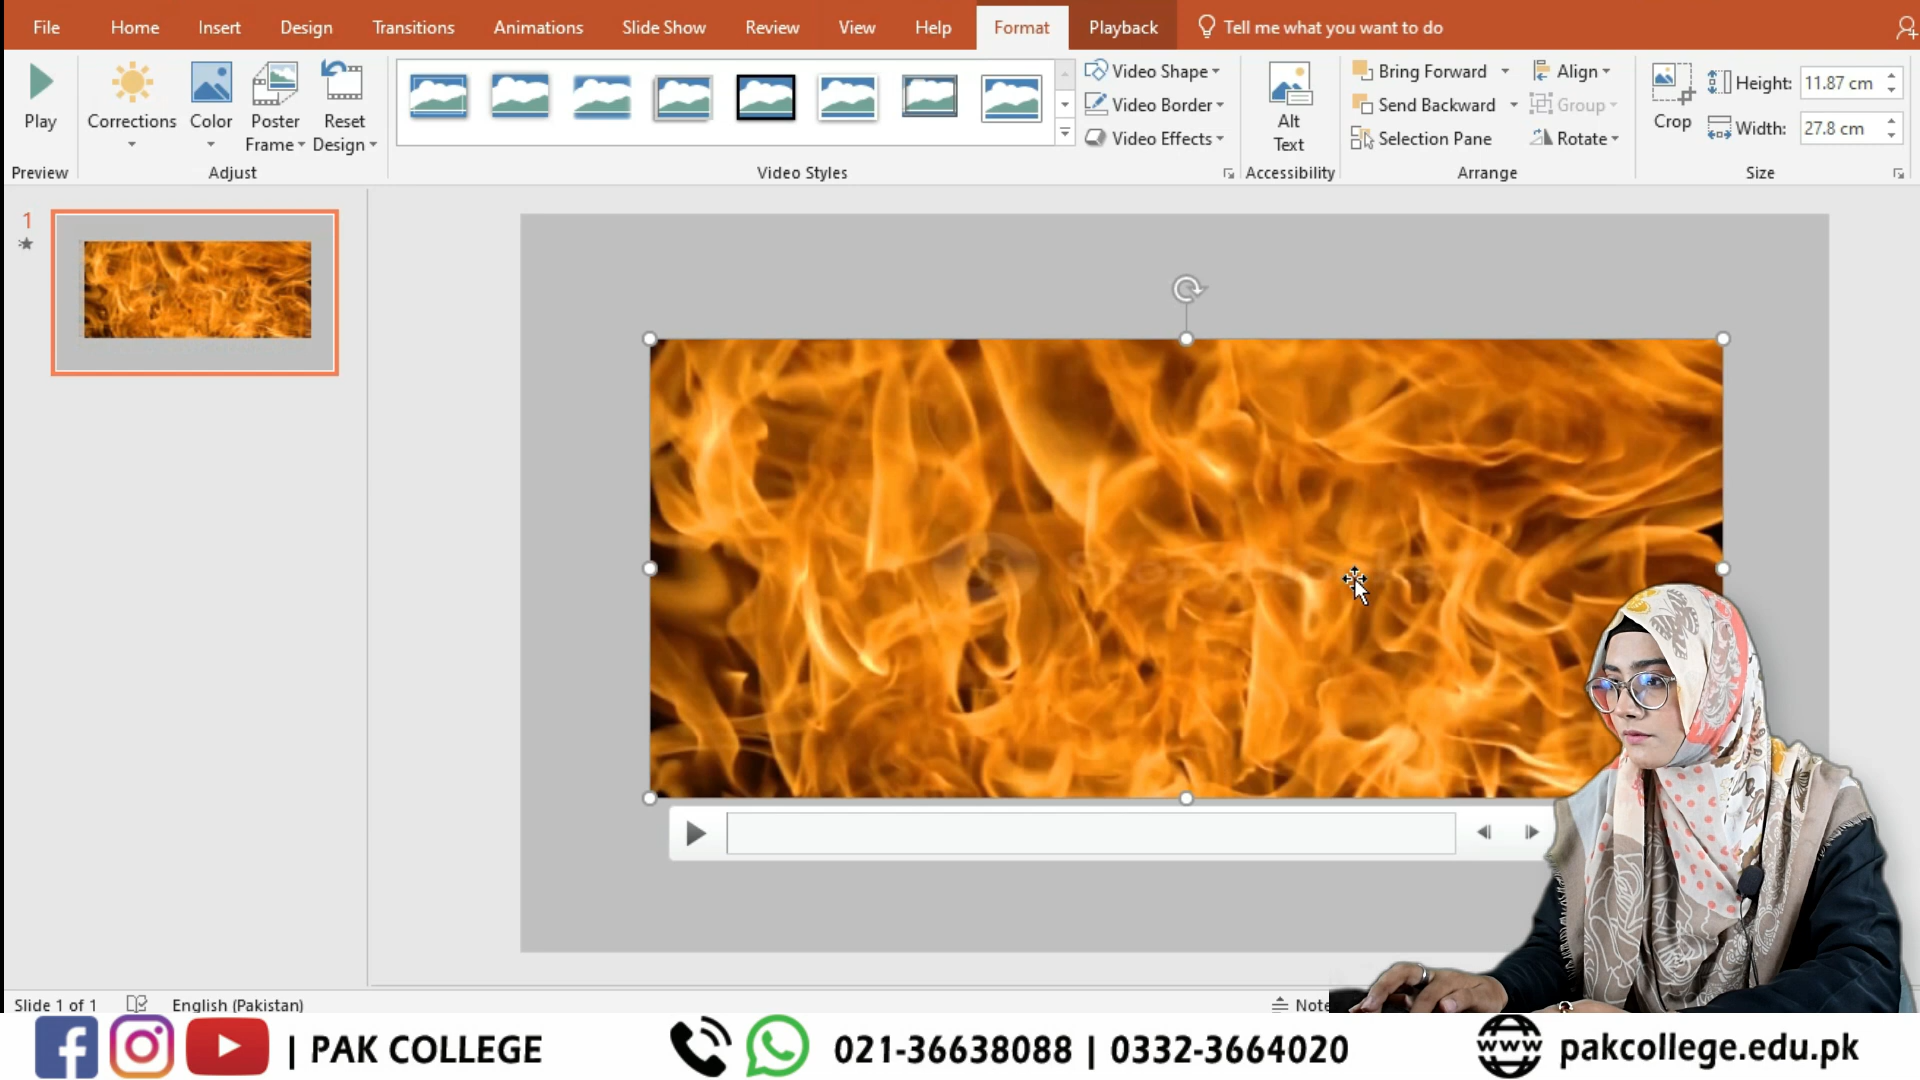 File Home Insert Design Transitions Animations Slide Show Review View Help Format Playback Tell me what you want to do
Play
Corrections
Color
Poster Frame
Reset Design
Video Shape
Video Border
Video Effects
Alt Text
Bring Forward
Send Backward
Selection Pane
Align
Group
Rotate
Crop
Height: 11.87 cm
Width: 27.8 cm
Preview Adjust Video Styles Accessibility Arrange Size
1
Slide 1 of 1 English (Pakistan)
| PAK COLLEGE 021-36638088 | 0332-3664020 www pakcollege.edu.pk